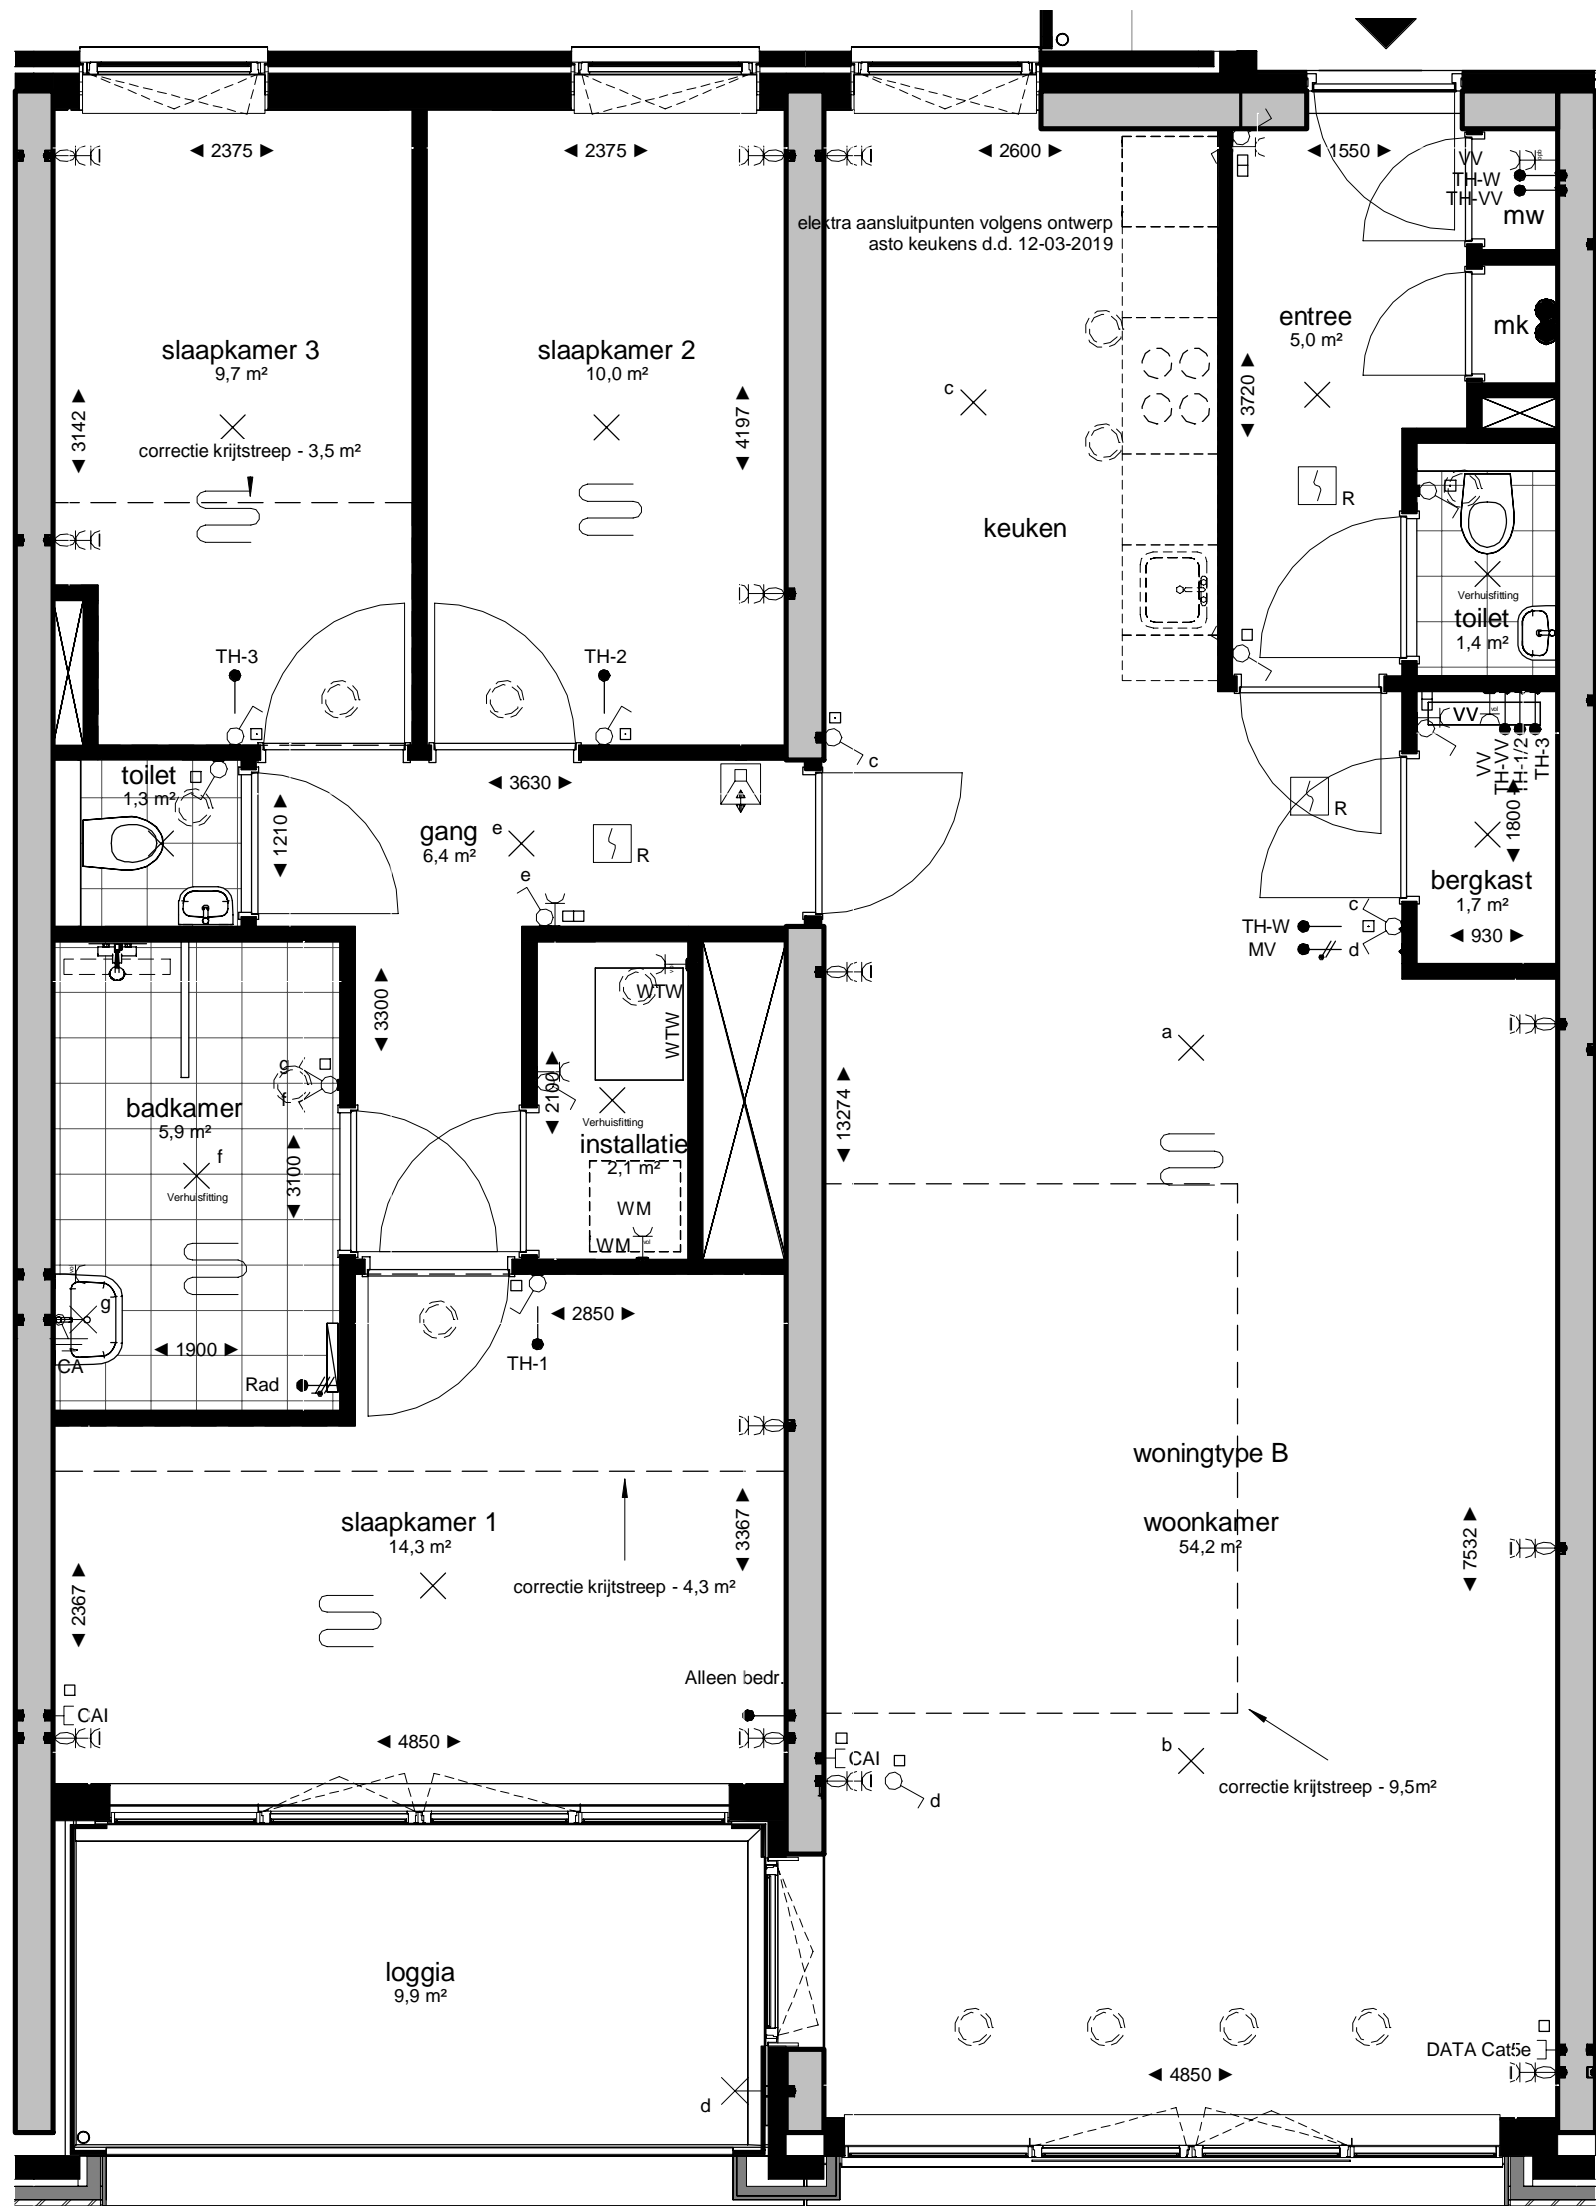 ◄ 2375 ►
◄ 2375 ►
◄ 2600 ►
◄ 1550 ►
VV
TH-W
TH-VV
mw
elektra aansluitpunten volgens ontwerp
asto keukens d.d. 12-03-2019
entree
5,0 m²
mk
slaapkamer 3
9,7 m²
slaapkamer 2
10,0 m²
◄ 3142 ►
◄ 4197 ►
c
◄ 3720 ►
correctie krijtstreep - 3,5 m²
R
keuken
Verhuisfitting
toilet
1,4 m²
TH-3
TH-2
VV
c
VV
TH-VV
TH-1/2
TH-3
toilet
1,3 m²
◄ 3630 ►
◄ 1210 ►
gang
6,4 m²
e
R
R
◄ 1800 ►
e
bergkast
1,7 m²
c
TH-W
MV
d
◄ 930 ►
◄ 3300 ►
WTW
WTW
a
g
f
◄ 2100 ►
◄ 13274 ►
badkamer
5,9 m²
Verhuisfitting
installatie
2,1 m²
f
Verhuisfitting
◄ 3100 ►
WM
WM
g
◄ 2850 ►
◄ 1900 ►
CA
TH-1
Rad
woningtype B
slaapkamer 1
14,3 m²
◄ 3367 ►
woonkamer
54,2 m²
◄ 7532 ►
correctie krijtstreep - 4,3 m²
◄ 2367 ►
Alleen bedr.
CAI
◄ 4850 ►
b
CAI
correctie krijtstreep - 9,5m²
d
loggia
9,9 m²
DATA Cat5e
◄ 4850 ►
d